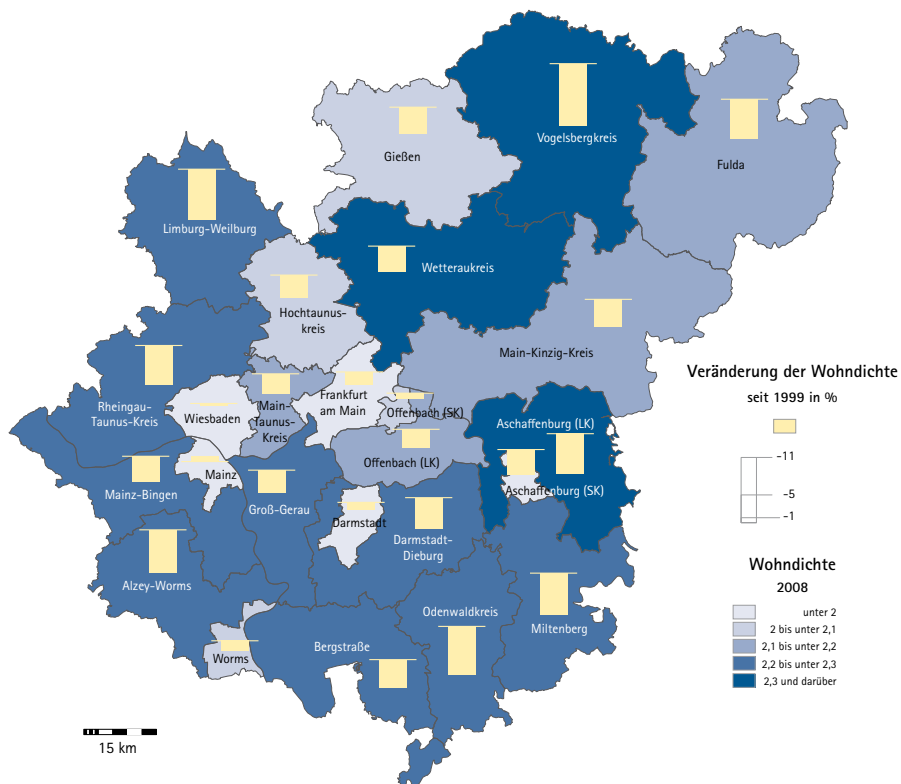 Vogelsbergkreis
Gießen
Fulda
Limburg-Weilburg
Wetteraukreis
Hochtaunus-
kreis
Main-Kinzig-Kreis
Rheingau-
Taunus-Kreis
Wiesbaden
Main-
Taunus-
Kreis
Frankfurt
am Main
Offenbach (SK)
Offenbach (LK)
Aschaffenburg (LK)
Aschaffenburg (SK)
Mainz
Mainz-Bingen
Groß-Gerau
Darmstadt
Darmstadt-
Dieburg
Alzey-Worms
Odenwaldkreis
Miltenberg
Bergstraße
Worms
15 km
Veränderung der Wohndichte
seit 1999 in %
-11
-5
-1
Wohndichte
2008
unter 2
2 bis unter 2,1
2,1 bis unter 2,2
2,2 bis unter 2,3
2,3 und darüber